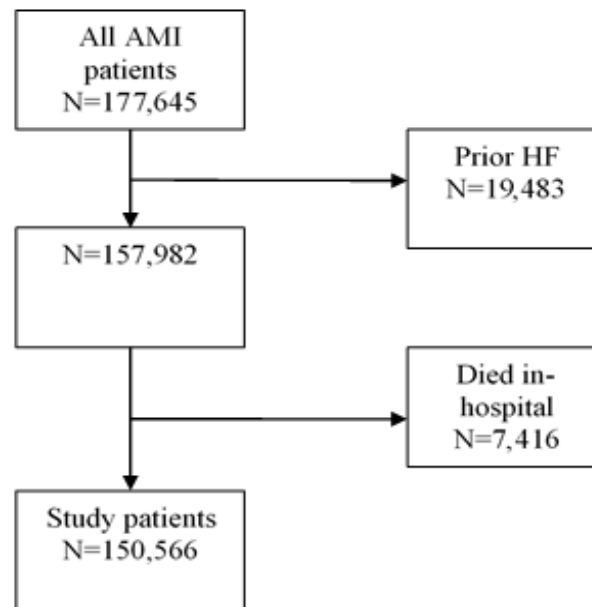 All AMI
patients
N=177,645
Prior HF
N=19,483
N=157,982
Died in-
hospital
N=7,416
Study patients
N=150,566